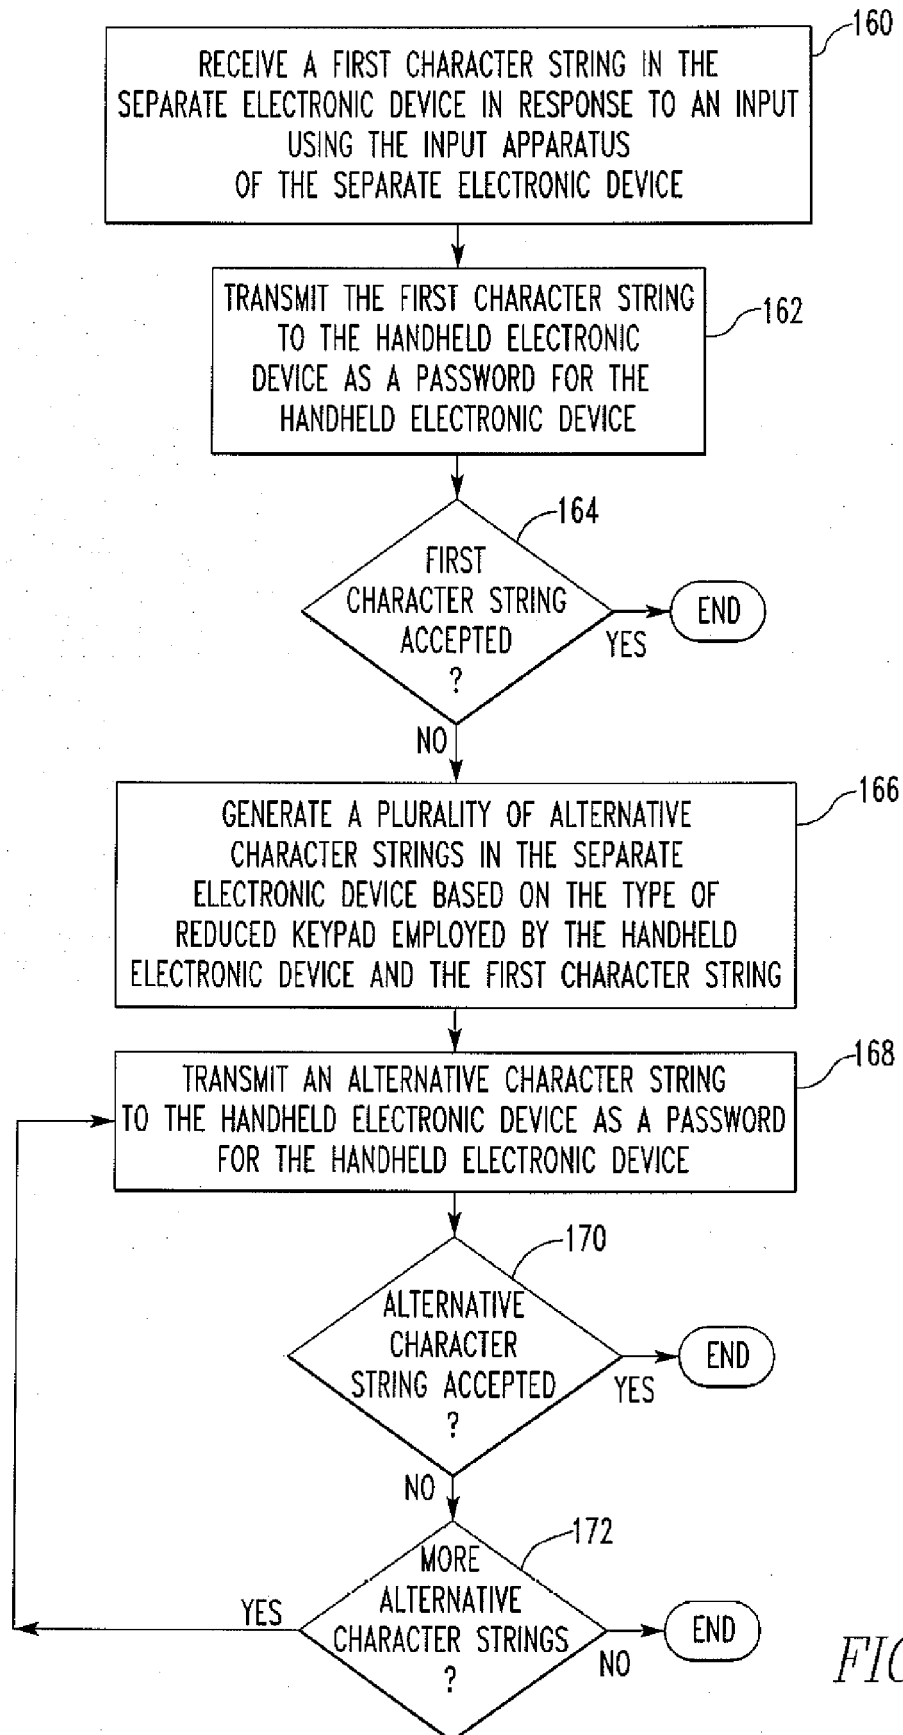 160
RECEIVE A FIRST CHARACTER STRING IN THE
SEPARATE ELECTRONIC DEVICE IN RESPONSE TO AN INPUT
USING THE INPUT APPARATUS
OF THE SEPARATE ELECTRONIC DEVICE
162
TRANSMIT THE FIRST CHARACTER STRING
TO THE HANDHELD ELECTRONIC
DEVICE AS A PASSWORD FOR THE
HANDHELD ELECTRONIC DEVICE
164
FIRST
CHARACTER STRING
ACCEPTED
?
YES
END
NO
166
GENERATE A PLURALITY OF ALTERNATIVE
CHARACTER STRINGS IN THE SEPARATE
ELECTRONIC DEVICE BASED ON THE TYPE OF
REDUCED KEYPAD EMPLOYED BY THE HANDHELD
ELECTRONIC DEVICE AND THE FIRST CHARACTER STRING
168
TRANSMIT AN ALTERNATIVE CHARACTER STRING
TO THE HANDHELD ELECTRONIC DEVICE AS A PASSWORD
FOR THE HANDHELD ELECTRONIC DEVICE
170
ALTERNATIVE
CHARACTER
STRING ACCEPTED
?
YES
END
NO
172
MORE
ALTERNATIVE
CHARACTER STRINGS
?
YES
NO
END